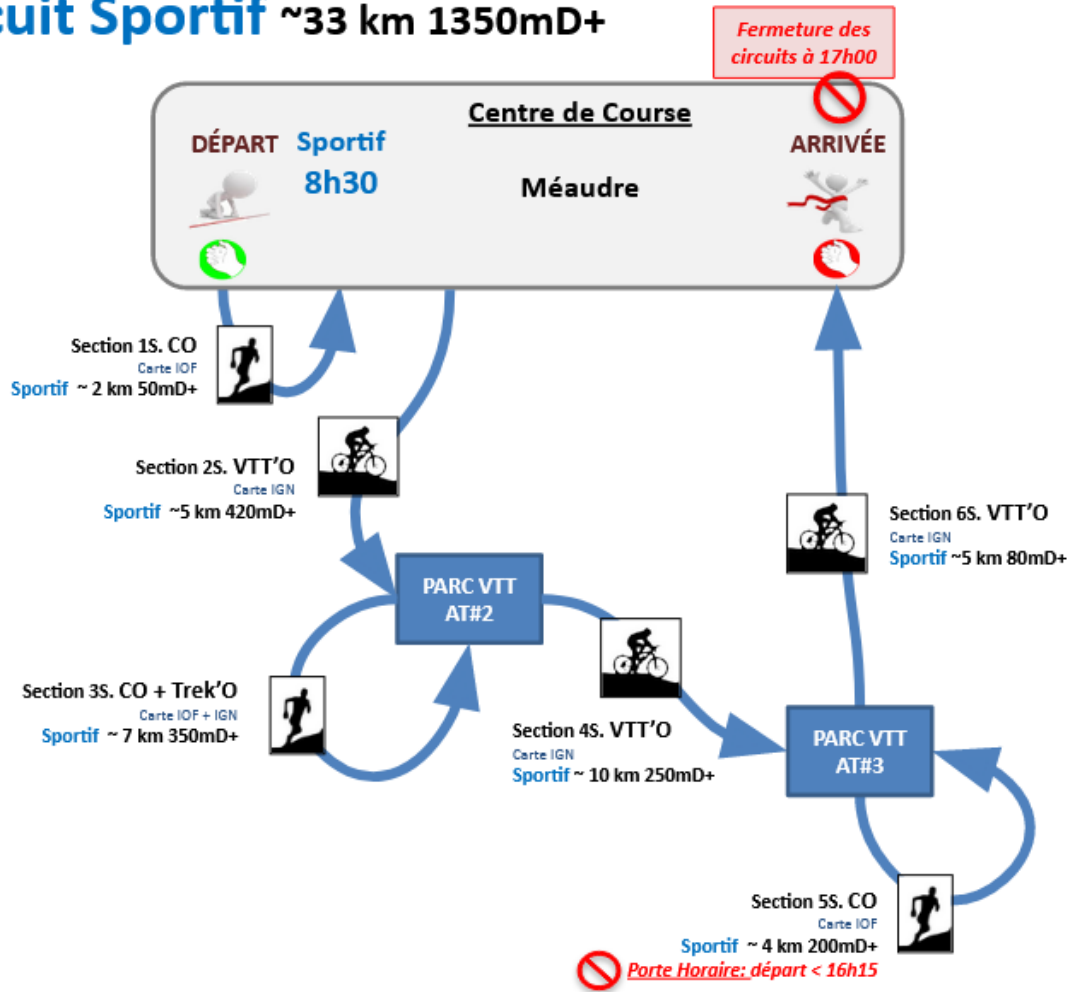 cuit Sportif ~33 km 1350mD+
Fermeture des
circuits à 17h00
Centre de Course
DÉPART Sportif
8h30
Méaudre
ARRIVÉE
Section 1S. CO
Carte IOF
Sportif ~ 2 km 50mD+
Section 2S. VTT’O
Carte IGN
Sportif ~5 km 420mD+
PARC VTT
AT#2
Section 3S. CO + Trek’O
Carte IOF + IGN
Sportif ~ 7 km 350mD+
Section 4S. VTT’O
Carte IGN
Sportif ~ 10 km 250mD+
PARC VTT
AT#3
Section 5S. CO
Carte IOF
Sportif ~ 4 km 200mD+
Porte Horaire: départ < 16h15
Section 6S. VTT’O
Carte IGN
Sportif ~5 km 80mD+